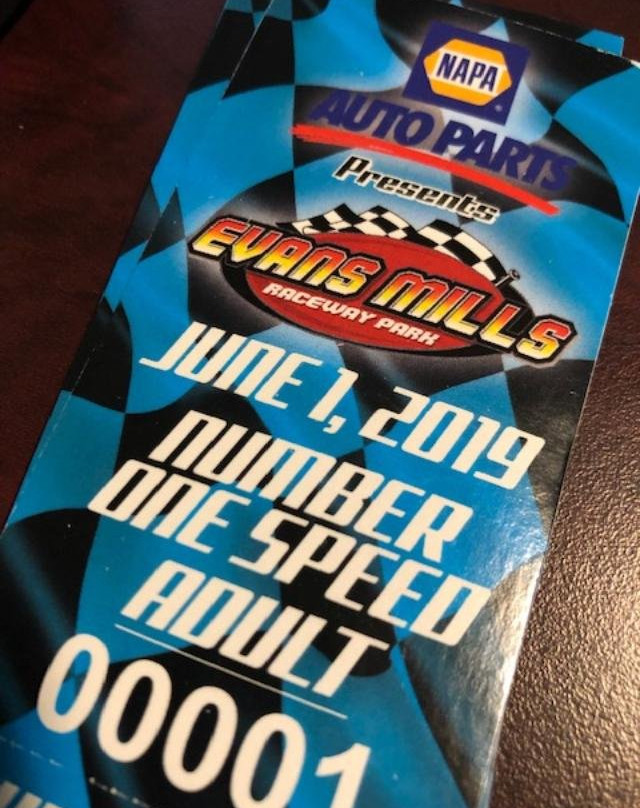 NAPA
AUTO PARTS
Presents
EVANS MILLS
RACEWAY PARK
JUNE 1, 2019
NUMBER
ONE SPEED
ADULT
00001